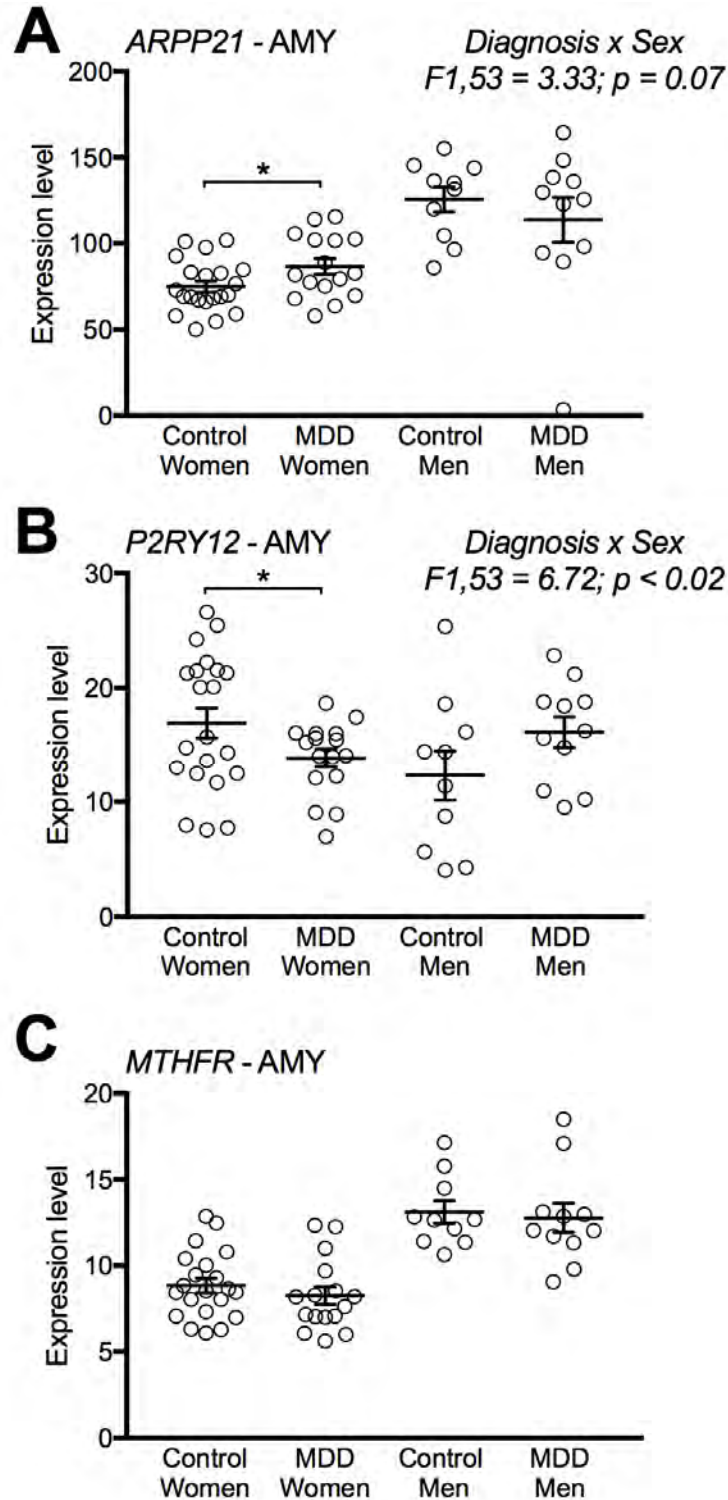 A
ARPP21 - AMY
Diagnosis x Sex
F1,53 = 3.33; p = 0.07
200
150
100
50
0
Expression level
*
Control Women
MDD Women
Control Men
MDD Men
B
P2RY12 - AMY
Diagnosis x Sex
F1,53 = 6.72; p < 0.02
30
20
10
0
Expression level
*
Control Women
MDD Women
Control Men
MDD Men
C
MTHFR - AMY
20
15
10
5
0
Expression level
Control Women
MDD Women
Control Men
MDD Men